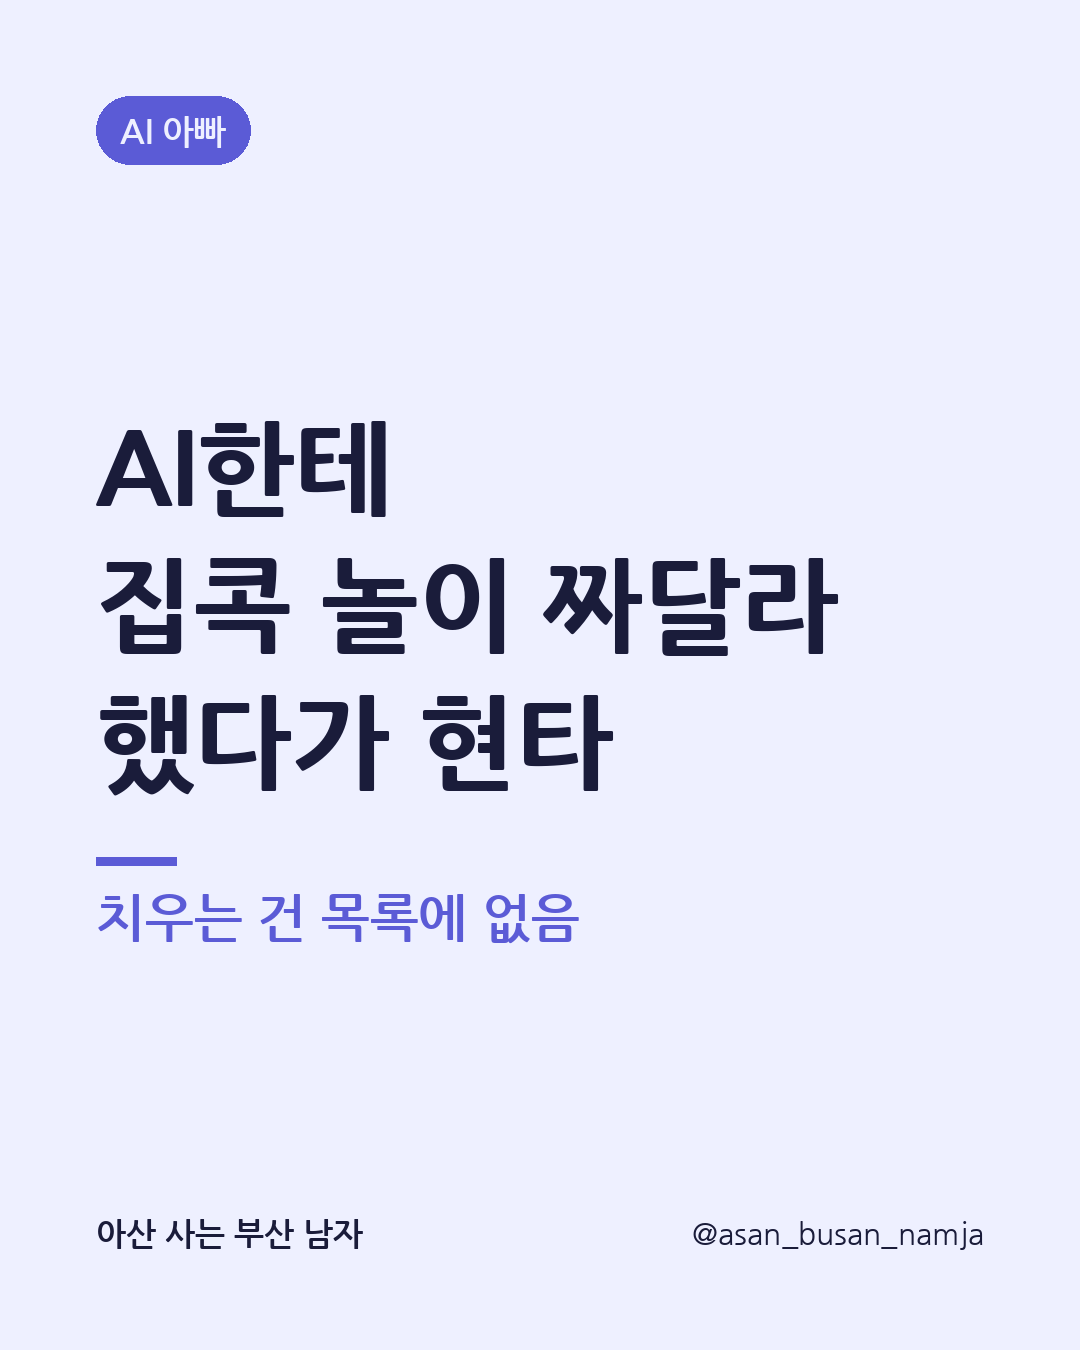 AI 아빠
AI한테
집콕 놀이 짜달라
했다가 현타
치우는 건 목록에 없음
아산 사는 부산 남자
@asan_busan_namja